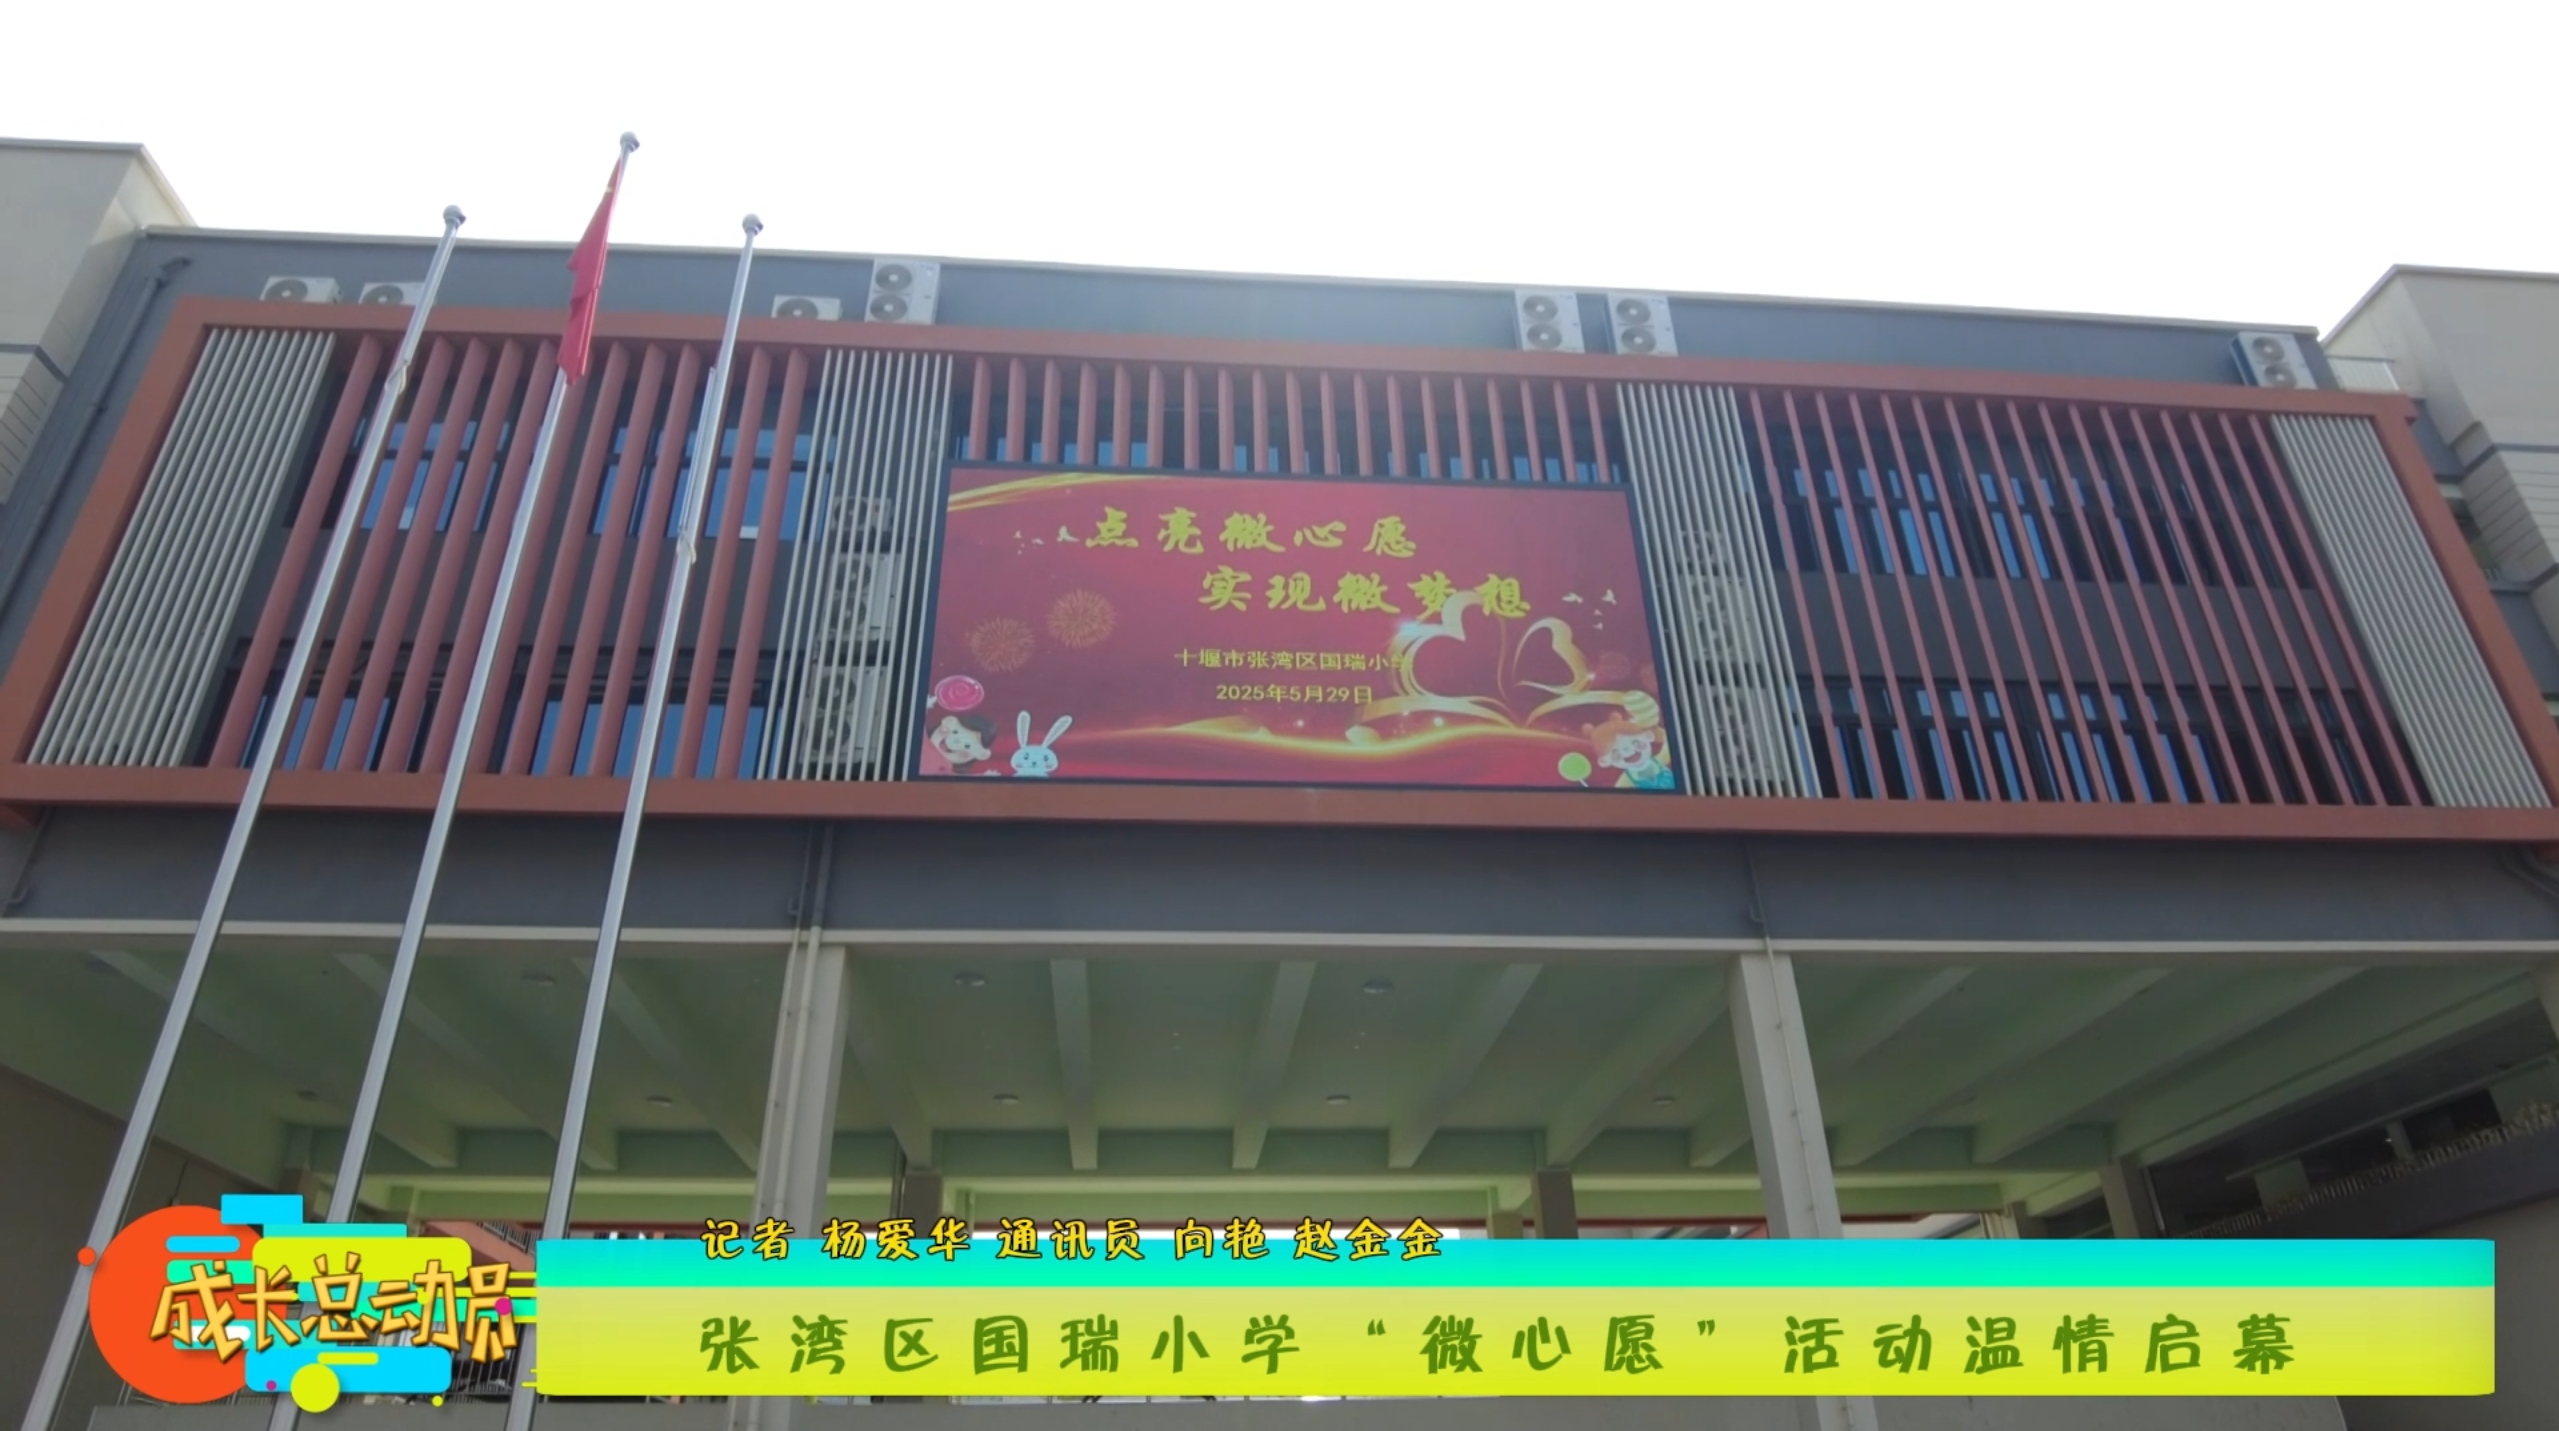 点亮微心愿
实现微梦想
十堰市张湾区国瑞小学
2025年5月29日
记者 杨爱华 通讯员 向艳 赵金金
成长总动员
张湾区国瑞小学“微心愿”活动温情启幕